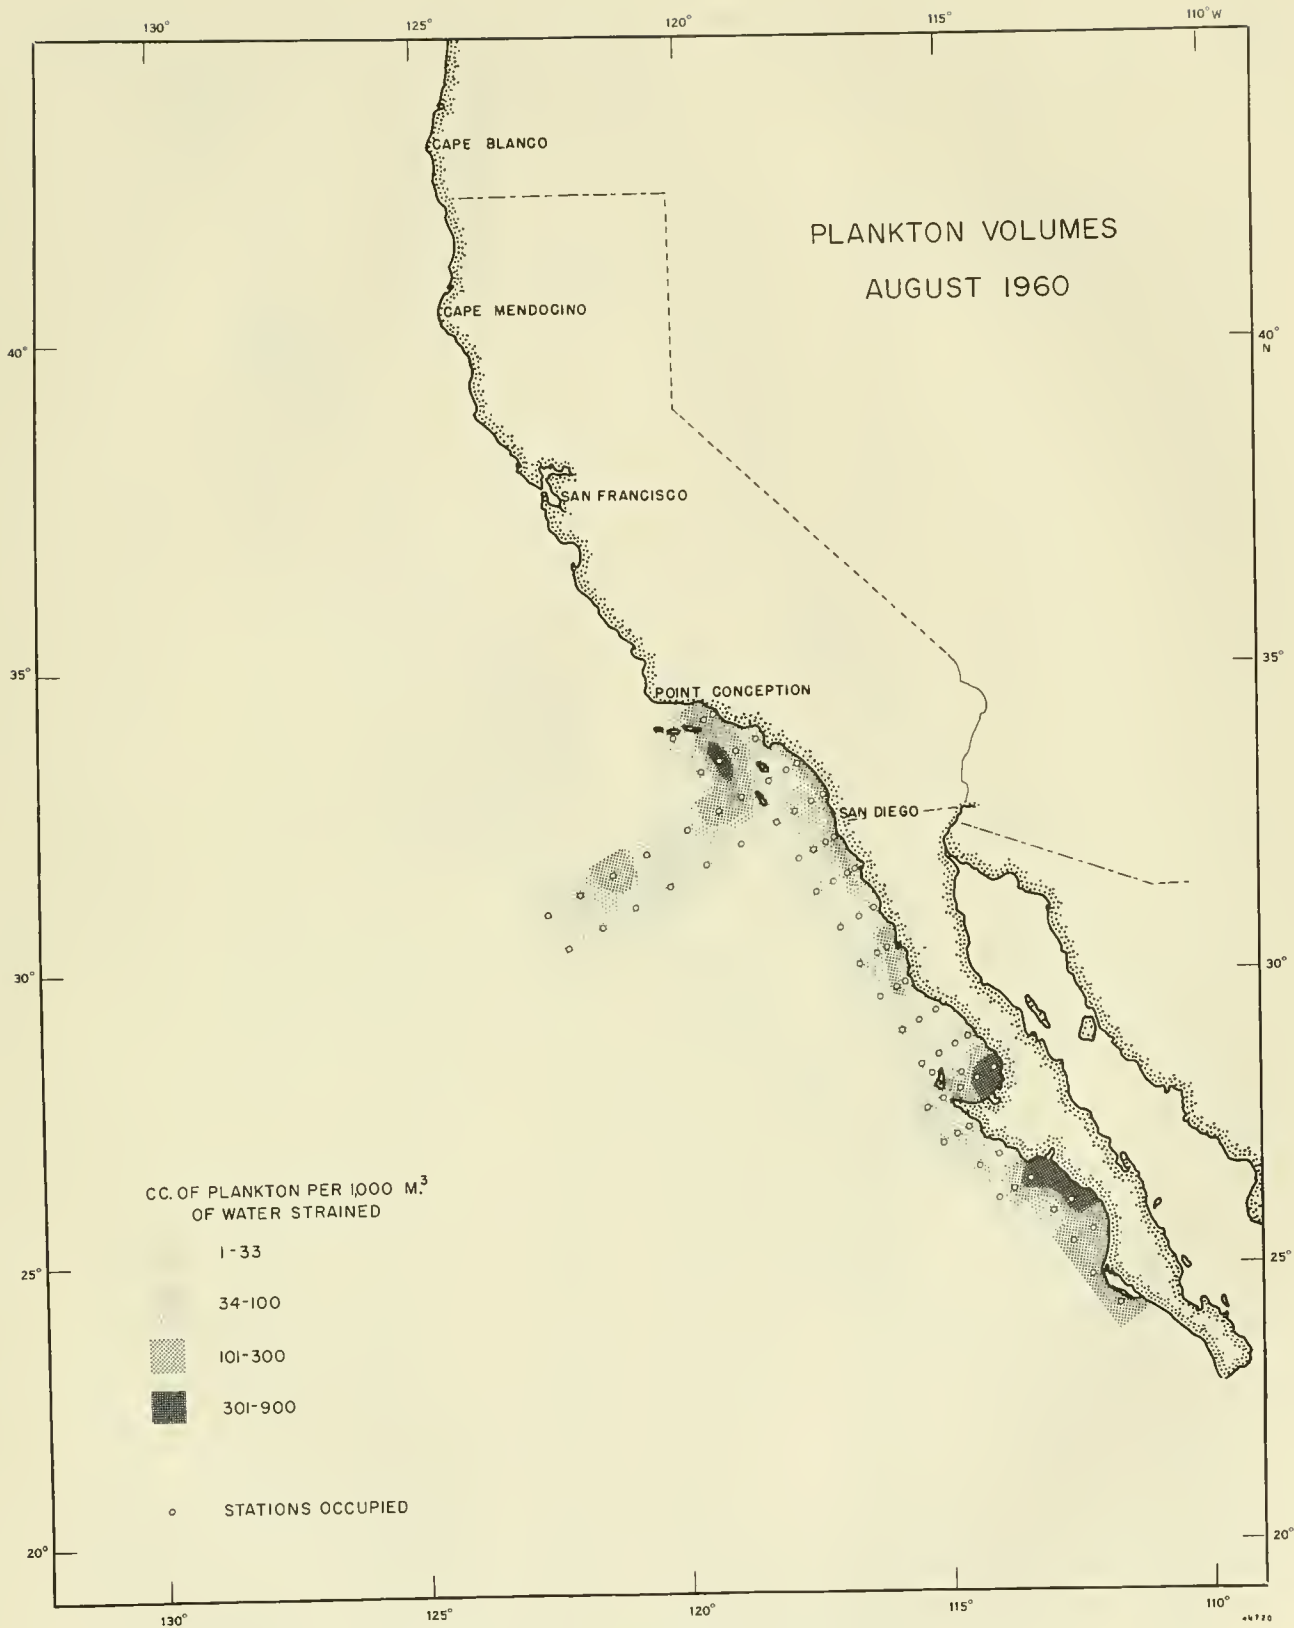 130° 125° 120° 115° 110° W
CAPE BLANCO
PLANKTON VOLUMES
AUGUST 1960
CAPE MENDOCINO
40° 40°
N
SAN FRANCISCO
35° 35°
POINT CONCEPTION
SAN DIEGO
30° 30°
CC. OF PLANKTON PER 1,000 M.³
OF WATER STRAINED
1-33
25° 25°
34-100
101-300
301-900
STATIONS OCCUPIED
20° 20°
130° 125° 120° 115° 110°